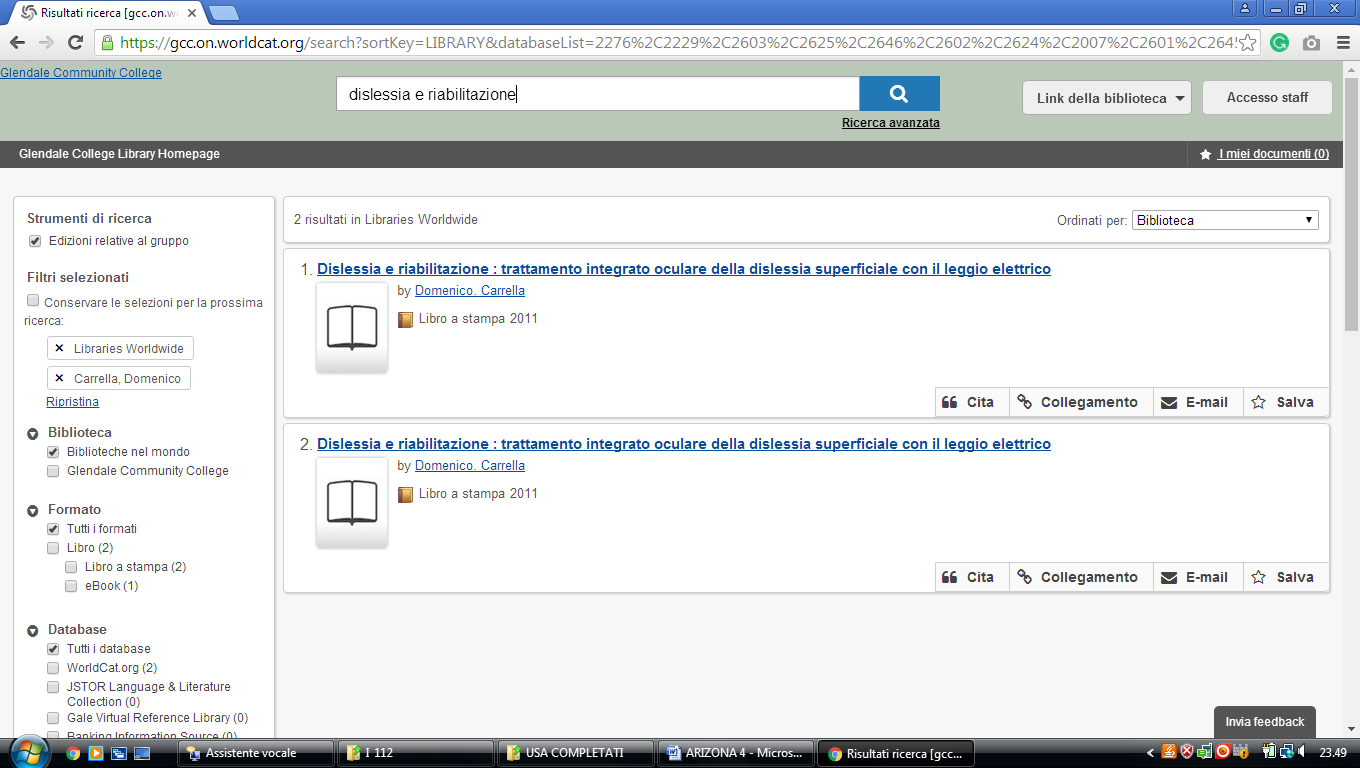 Risultati ricerca [gcc.on.w
https://gcc.on.worldcat.org/search?sortKey=LIBRARY&databaseList=2276%2C2229%2C2603%2C2625%2C2646%2C2602%2C2624%2C2007%2C2601%2C264
Glendale Community College
dislessia e riabilitazione
Ricerca avanzata
Link della biblioteca
Accesso staff
Glendale College Library Homepage
I miei documenti (0)
Strumenti di ricerca
Edizioni relative al gruppo
Filtri selezionati
Conservare le selezioni per la prossima
ricerca:
× Libraries Worldwide
× Carrella, Domenico
Ripristina
Biblioteca
Biblioteche nel mondo
Glendale Community College
Formato
Tutti i formati
Libro (2)
Libro a stampa (2)
eBook (1)
Database
Tutti i database
WorldCat.org (2)
JSTOR Language & Literature
Collection (0)
Gale Virtual Reference Library (0)
Banking Information Source (0)
2 risultati in Libraries Worldwide
Ordinati per: Biblioteca
1. Dislessia e riabilitazione : trattamento integrato oculare della dislessia superficiale con il leggio elettrico
by Domenico. Carrella
Libro a stampa 2011
Cita Collegamento E-mail Salva
2. Dislessia e riabilitazione : trattamento integrato oculare della dislessia superficiale con il leggio elettrico
by Domenico. Carrella
Libro a stampa 2011
Cita Collegamento E-mail Salva
Invia feedback
Assistente vocale
I 112
USA COMPLETATI
ARIZONA 4 - Micros...
Risultati ricerca [gcc...
23.49